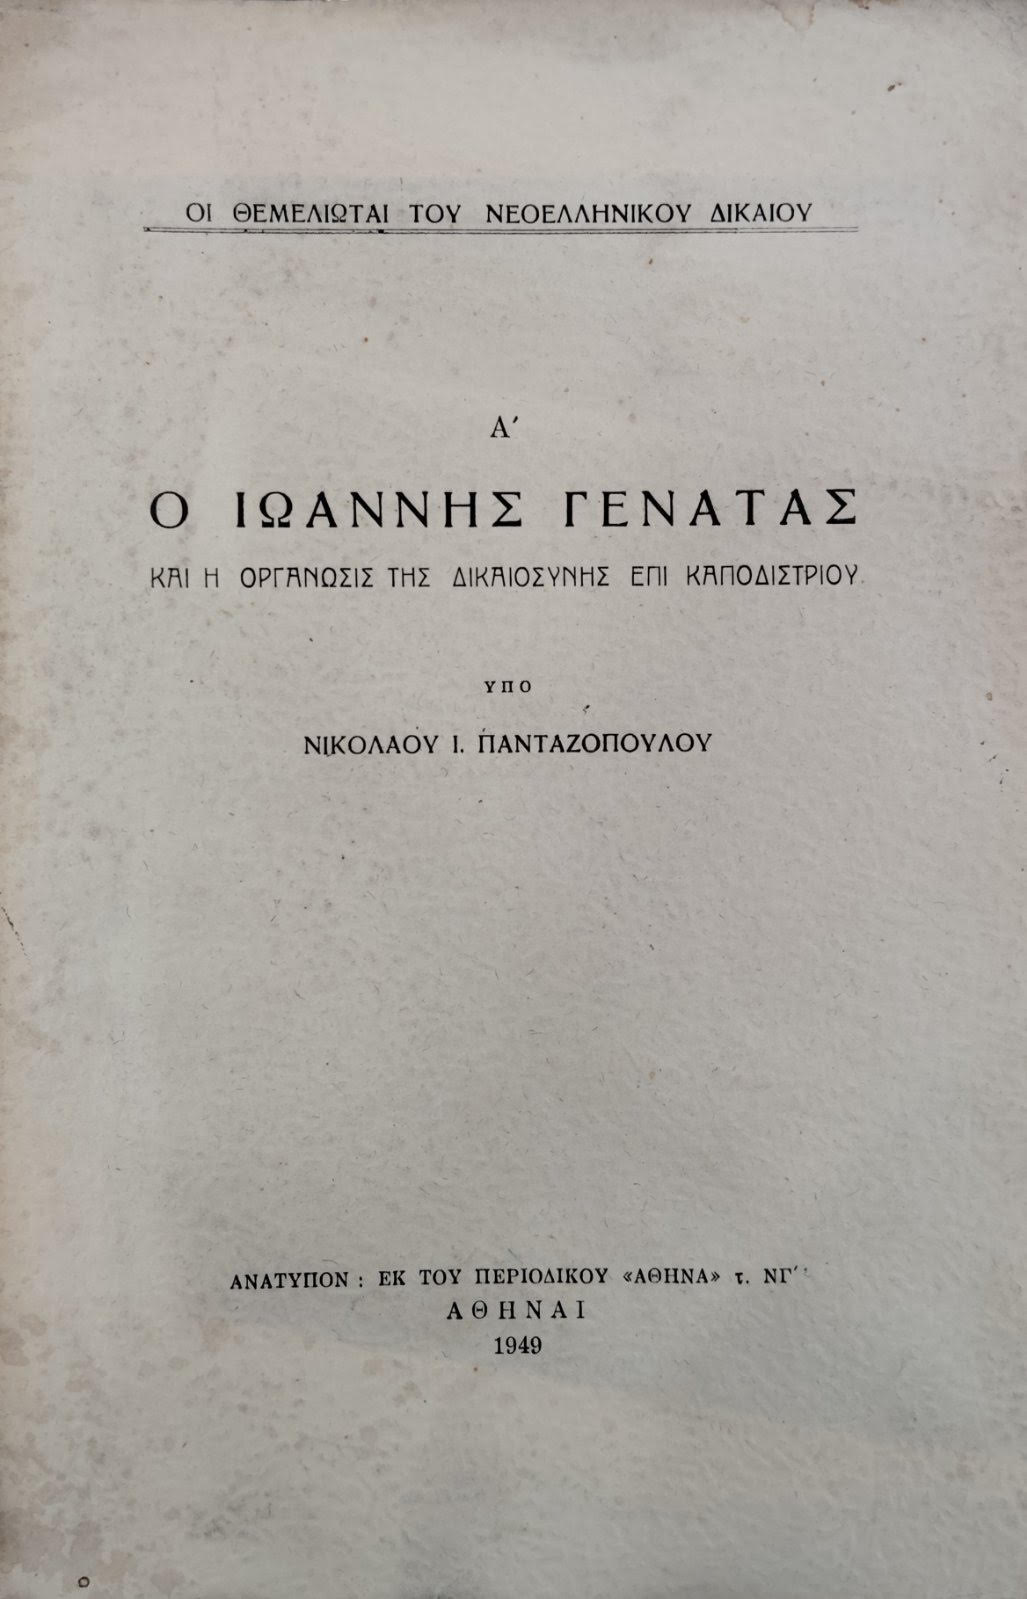 ΟΙ ΘΕΜΕΛΙΩΤΑΙ ΤΟΥ ΝΕΟΕΛΛΗΝΙΚΟΥ ΔΙΚΑΙΟΥ
Α΄
Ο ΙΩΑΝΝΗΣ ΓΕΝΑΤΑΣ
ΚΑΙ Η ΟΡΓΑΝΩΣΙΣ ΤΗΣ ΔΙΚΑΙΟΣΥΝΗΣ ΕΠΙ ΚΑΠΟΔΙΣΤΡΙΟΥ
ΥΠΟ
ΝΙΚΟΛΑΟΥ Ι. ΠΑΝΤΑΖΟΠΟΥΛΟΥ
ΑΝΑΤΥΠΟΝ : ΕΚ ΤΟΥ ΠΕΡΙΟΔΙΚΟΥ «ΑΘΗΝΑ» τ. ΝΓ΄
ΑΘΗΝΑΙ
1949